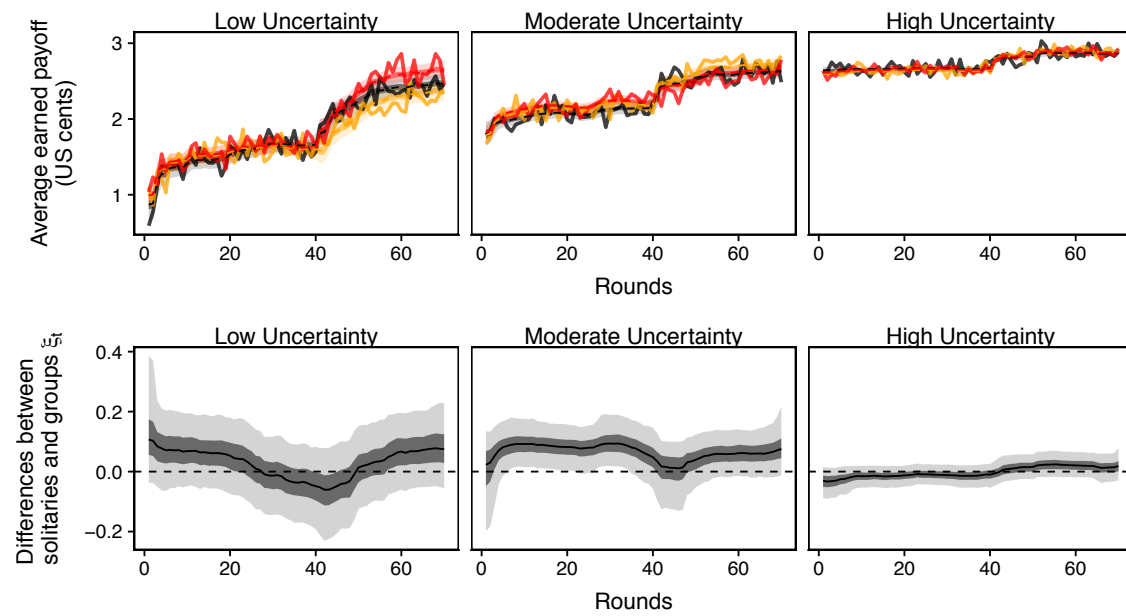 Low Uncertainty Moderate Uncertainty High Uncertainty
Average earned payoff
(US cents)
3
2
1
0 20 40 60 0 20 40 60 0 20 40 60
Rounds
Low Uncertainty Moderate Uncertainty High Uncertainty
Differences between
solitaries and groups ξt
0.4
0.2
0.0
−0.2
0 20 40 60 0 20 40 60 0 20 40 60
Rounds